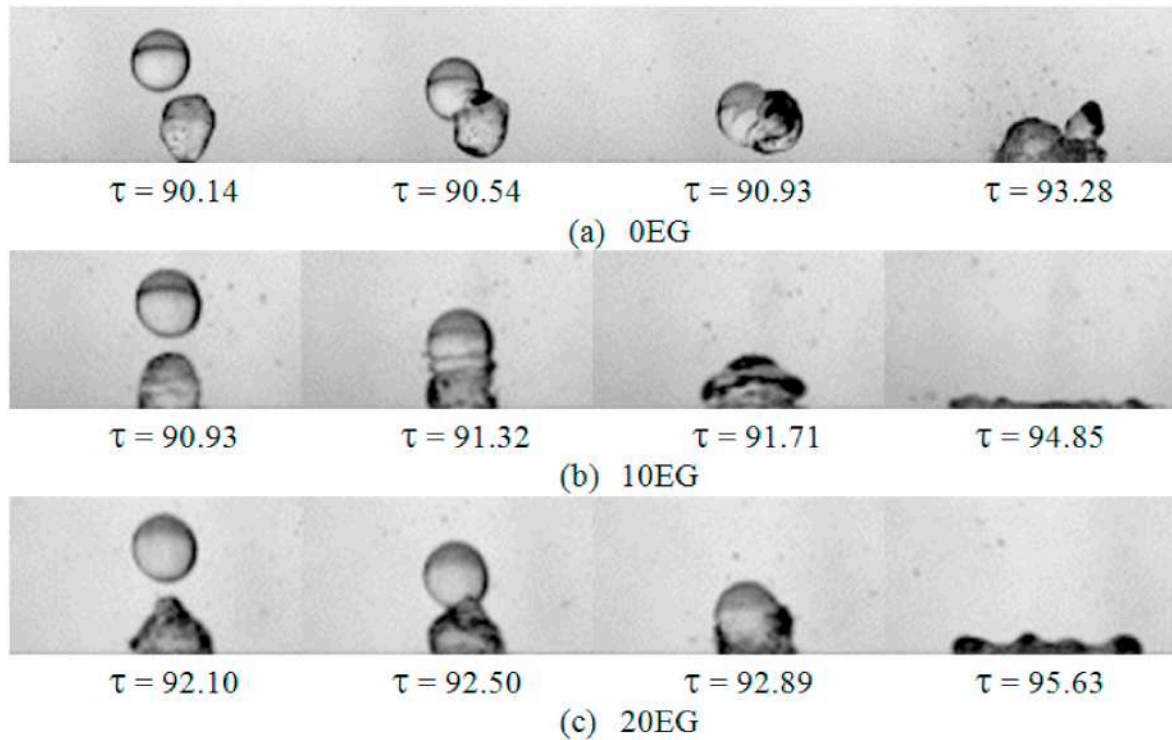 τ = 90.14 τ = 90.54 τ = 90.93 τ = 93.28
(a) 0EG
τ = 90.93 τ = 91.32 τ = 91.71 τ = 94.85
(b) 10EG
τ = 92.10 τ = 92.50 τ = 92.89 τ = 95.63
(c) 20EG